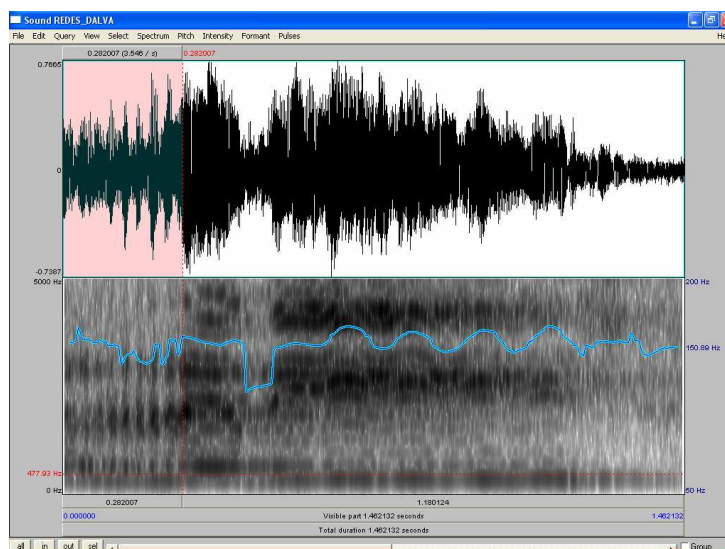 Sound REDES_DALVA
File Edit Query View Select Spectrum Pitch Intensity Formant Pulses He
0.282007 (3.546 / s) 0.282007
0.7665
0
-0.7387
5000 Hz 200 Hz
150.89 Hz
477.93 Hz
0 Hz 50 Hz
0.282007 1.180124
0.000000 Visible part 1.462132 seconds 1.462132
Total duration 1.462132 seconds
all in out sel Group